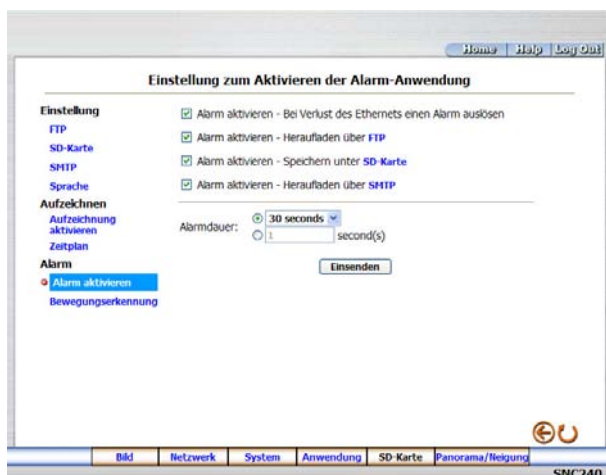 Home Help Log Out
Einstellung zum Aktivieren der Alarm-Anwendung
Einstellung
FTP
SD-Karte
SMTP
Sprache
Aufzeichnen
Aufzeichnung
aktivieren
Zeitplan
Alarm
Alarm aktivieren
Bewegungserkennung
Alarm aktivieren - Bei Verlust des Ethernets einen Alarm auslösen
Alarm aktivieren - Heraufladen über FTP
Alarm aktivieren - Speichern unter SD-Karte
Alarm aktivieren - Heraufladen über SMTP
Alarmdauer:
30 seconds
1 second(s)
Einsenden
Bild Netzwerk System Anwendung SD-Karte Panorama/Neigung
SNC240